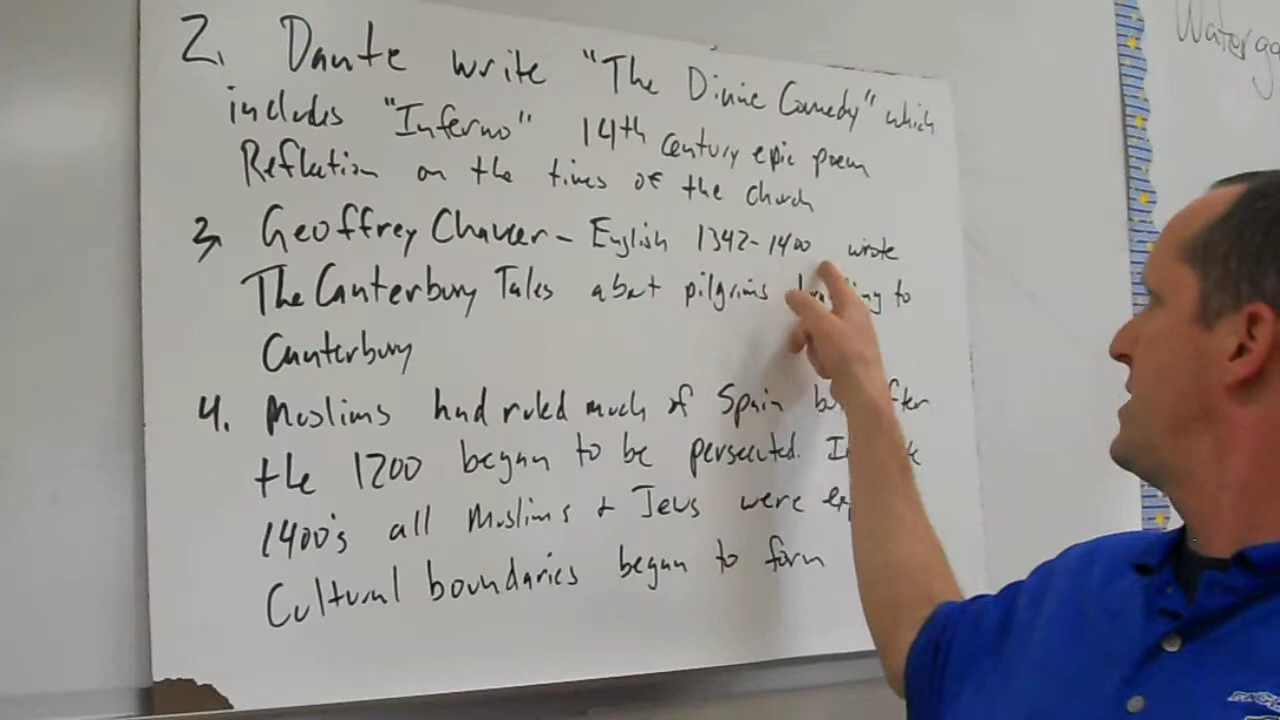 2. Dante write "The Divine Comedy" which
includes "Inferno" 14th century epic poem
Reflection on the times of the church
3. Geoffrey Chaucer - English 1342-1400 wrote
The Canterbury Tales about pilgrims to
Canterbury
4. Muslims had ruled much of Spain
the 1200 began to be persecuted.
1400's all Muslims + Jews were
Cultural boundaries began to form